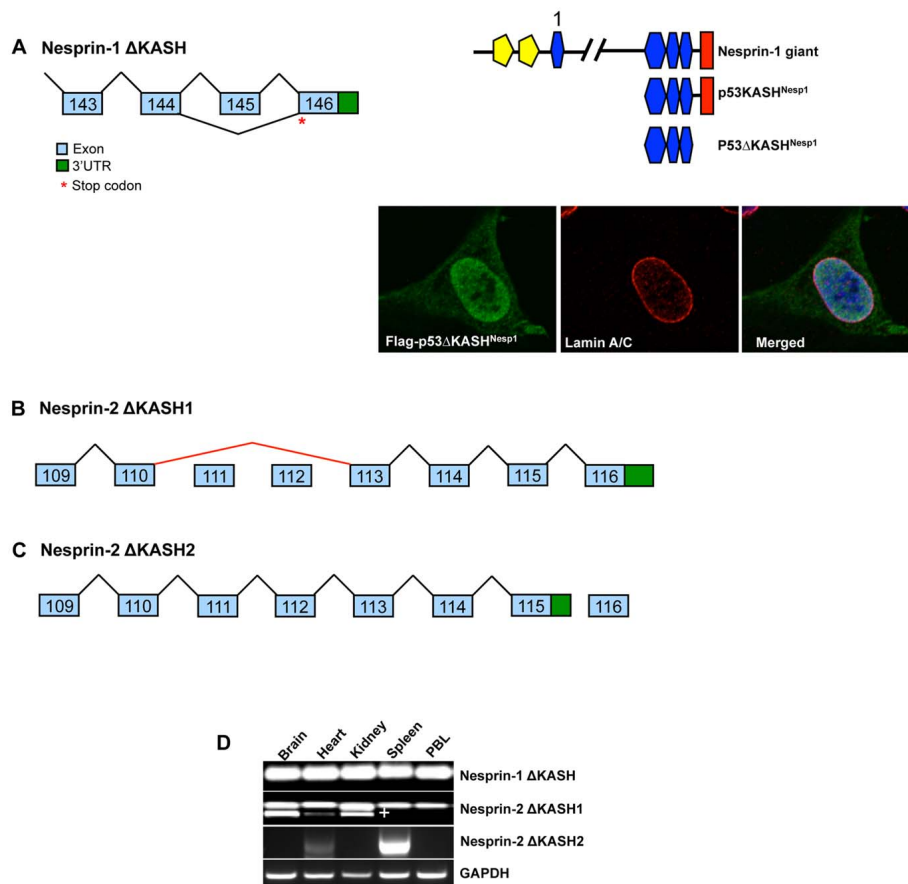 A Nesprin-1 ΔKASH
143 144 145 146
*
Exon
3'UTR
* Stop codon
1
Nesprin-1 giant
p53KASHNesp1
P53ΔKASHNesp1
Flag-p53ΔKASHNesp1
Lamin A/C
Merged
B Nesprin-2 ΔKASH1
109 110 111 112 113 114 115 116
C Nesprin-2 ΔKASH2
109 110 111 112 113 114 115 116
D
Brain Heart Kidney Spleen PBL
Nesprin-1 ΔKASH
+ Nesprin-2 ΔKASH1
Nesprin-2 ΔKASH2
GAPDH